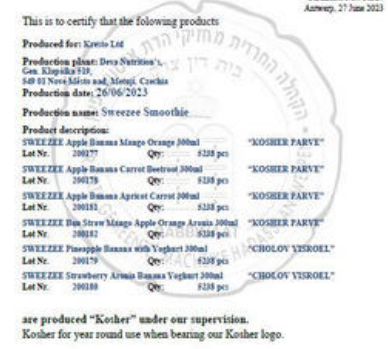 Antwerp, 27 June 2023
This is to certify that the folowing products
Produced for: Kresto Ltd
Production plant: Deva Nutrition
Gen. Klapálka 519,
549 01 Nové Město nad, Metují, Czechia
Production date: 26/06/2023
Production name: Sweezee Smoothie
Product description:
SWEEZEE Apple Banana Mango Orange 300ml "KOSHER PARVE"
Lot Nr. 200177 Qty: 5238 pcs
SWEEZEE Apple Banana Carrot Beetroot 300ml "KOSHER PARVE"
Lot Nr. 200178 Qty: 5238 pcs
SWEEZEE Apple Banana Apricot Carrot 300ml "KOSHER PARVE"
Lot Nr. 200181 Qty: 5238 pcs
SWEEZEE Ban Straw Mango Apple Orange Aronia 300ml "KOSHER PARVE"
Lot Nr. 200182 Qty: 5238 pcs
SWEEZEE Pineapple Banana with Yoghurt 300ml "CHOLOV YISROEL"
Lot Nr. 200179 Qty: 5238 pcs
SWEEZEE Strawberry Aronia Banana Yoghurt 300ml "CHOLOV YISROEL"
Lot Nr. 200180 Qty: 5238 pcs
are produced "Kosher" under our supervision.
Kosher for year round use when bearing our Kosher logo.